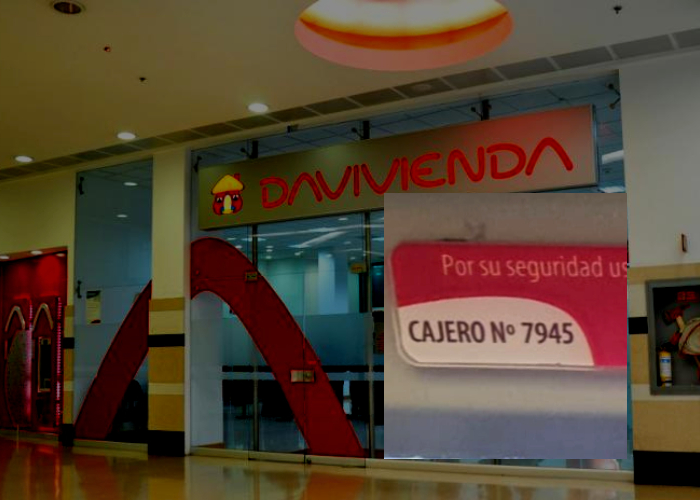 DAVIVIENDA
Por su seguridad us
CAJERO Nº 7945